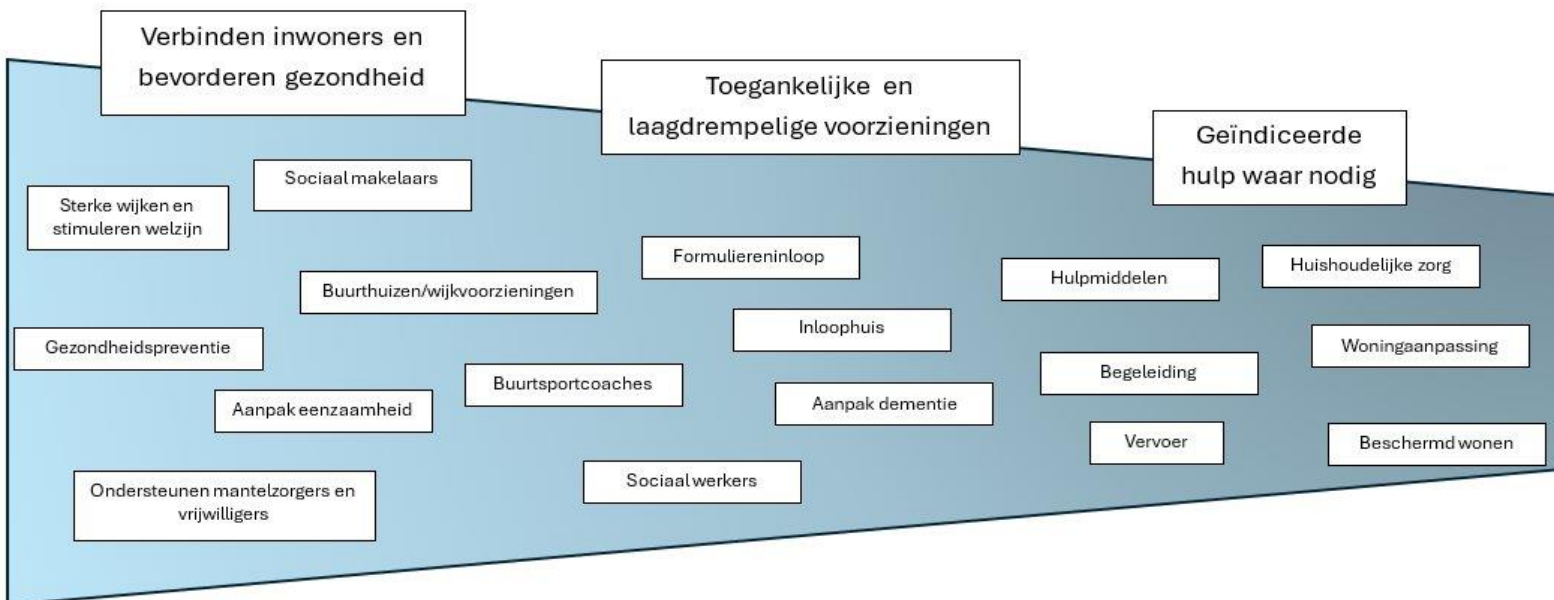 Verbinden inwoners en
bevorderen gezondheid
Toegankelijke en
laagdrempelige voorzieningen
Geïndiceerde
hulp waar nodig
Sociaal makelaars
Sterke wijken en
stimuleren welzijn
Formuliereninloop
Huishoudelijke zorg
Hulpmiddelen
Buurthuizen/wijkvoorzieningen
Inloophuis
Gezondheidspreventie
Woningaanpassing
Begeleiding
Buurtsportcoaches
Aanpak eenzaamheid
Aanpak dementie
Vervoer
Beschermd wonen
Sociaal werkers
Ondersteunen mantelzorgers en
vrijwilligers